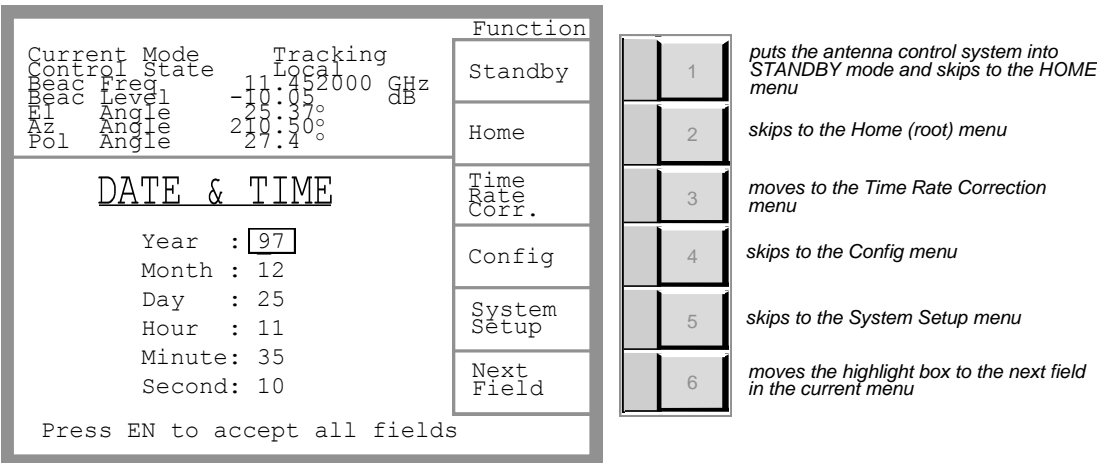 Function
Current Mode Tracking
Control State Local
Beac Freq 11.452000 GHz
Beac Level -10.05 dB
El Angle 25.37°
Az Angle 210.50°
Pol Angle 27.4 °
DATE & TIME
Year : 97
Month : 12
Day : 25
Hour : 11
Minute: 35
Second: 10
Press EN to accept all fields
Standby
Home
Time
Rate
Corr.
Config
System
Setup
Next
Field
1
puts the antenna control system into
STANDBY mode and skips to the HOME
menu
2
skips to the Home (root) menu
3
moves to the Time Rate Correction
menu
4
skips to the Config menu
5
skips to the System Setup menu
6
moves the highlight box to the next field
in the current menu